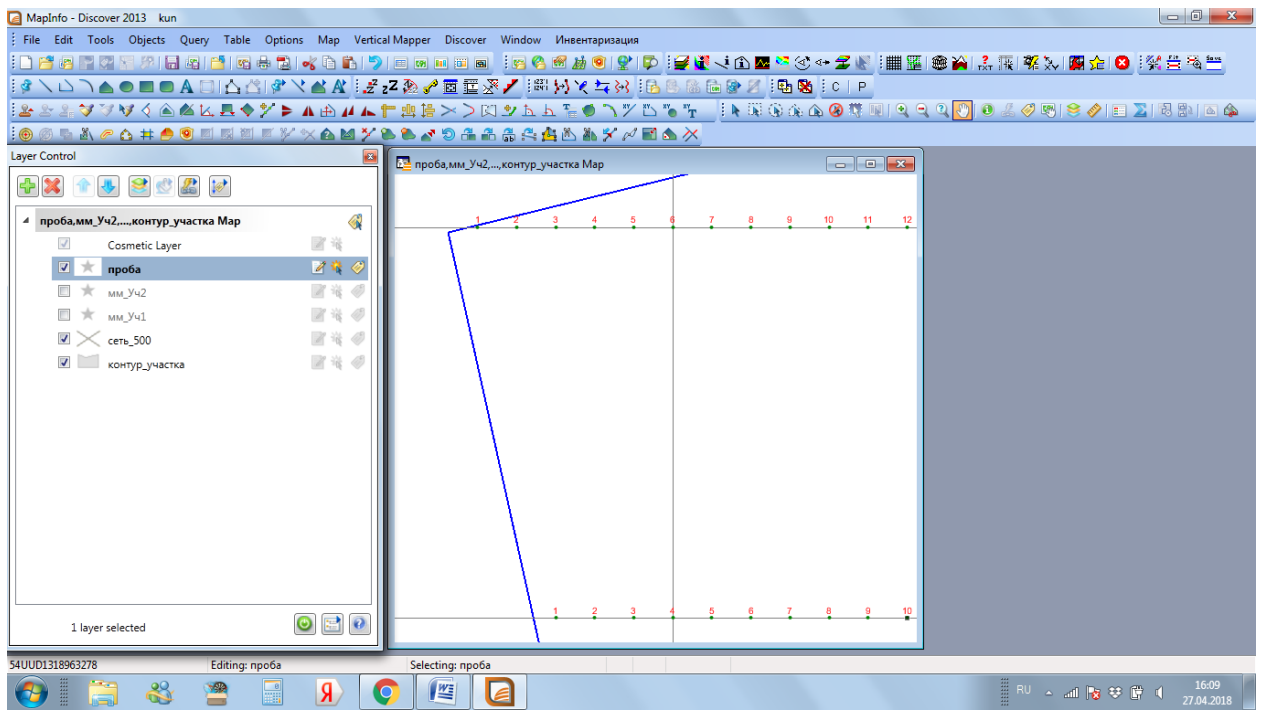 MapInfo - Discover 2013 kun
File Edit Tools Objects Query Table Options Map Vertical Mapper Discover Window Инвентаризация
C P
Layer Control
проба,мм_Уч2,...,контур_участка Map
проба,мм_Уч2,...,контур_участка Map
Cosmetic Layer
проба
мм_Уч2
мм_Уч1
сеть_500
контур_участка
1 2 3 4 5 6 7 8 9 10 11 12
1 2 3 4 5 6 7 8 9 10
1 layer selected
54UUD1318963278 Editing: проба Selecting: проба
RU 16:09
27.04.2018